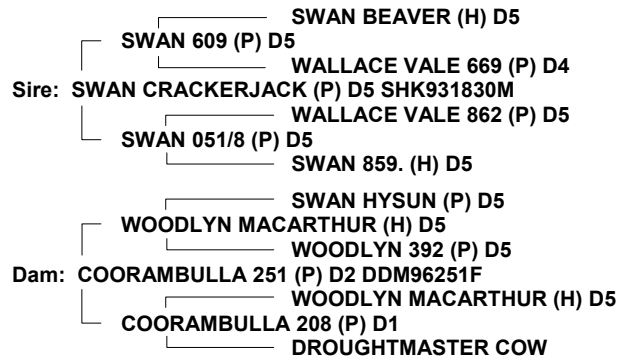 SWAN BEAVER (H) D5
SWAN 609 (P) D5
WALLACE VALE 669 (P) D4
Sire: SWAN CRACKERJACK (P) D5 SHK931830M
WALLACE VALE 862 (P) D5
SWAN 051/8 (P) D5
SWAN 859. (H) D5
SWAN HYSUN (P) D5
WOODLYN MACARTHUR (H) D5
WOODLYN 392 (P) D5
Dam: COORAMBULLA 251 (P) D2 DDM96251F
WOODLYN MACARTHUR (H) D5
COORAMBULLA 208 (P) D1
DROUGHTMASTER COW